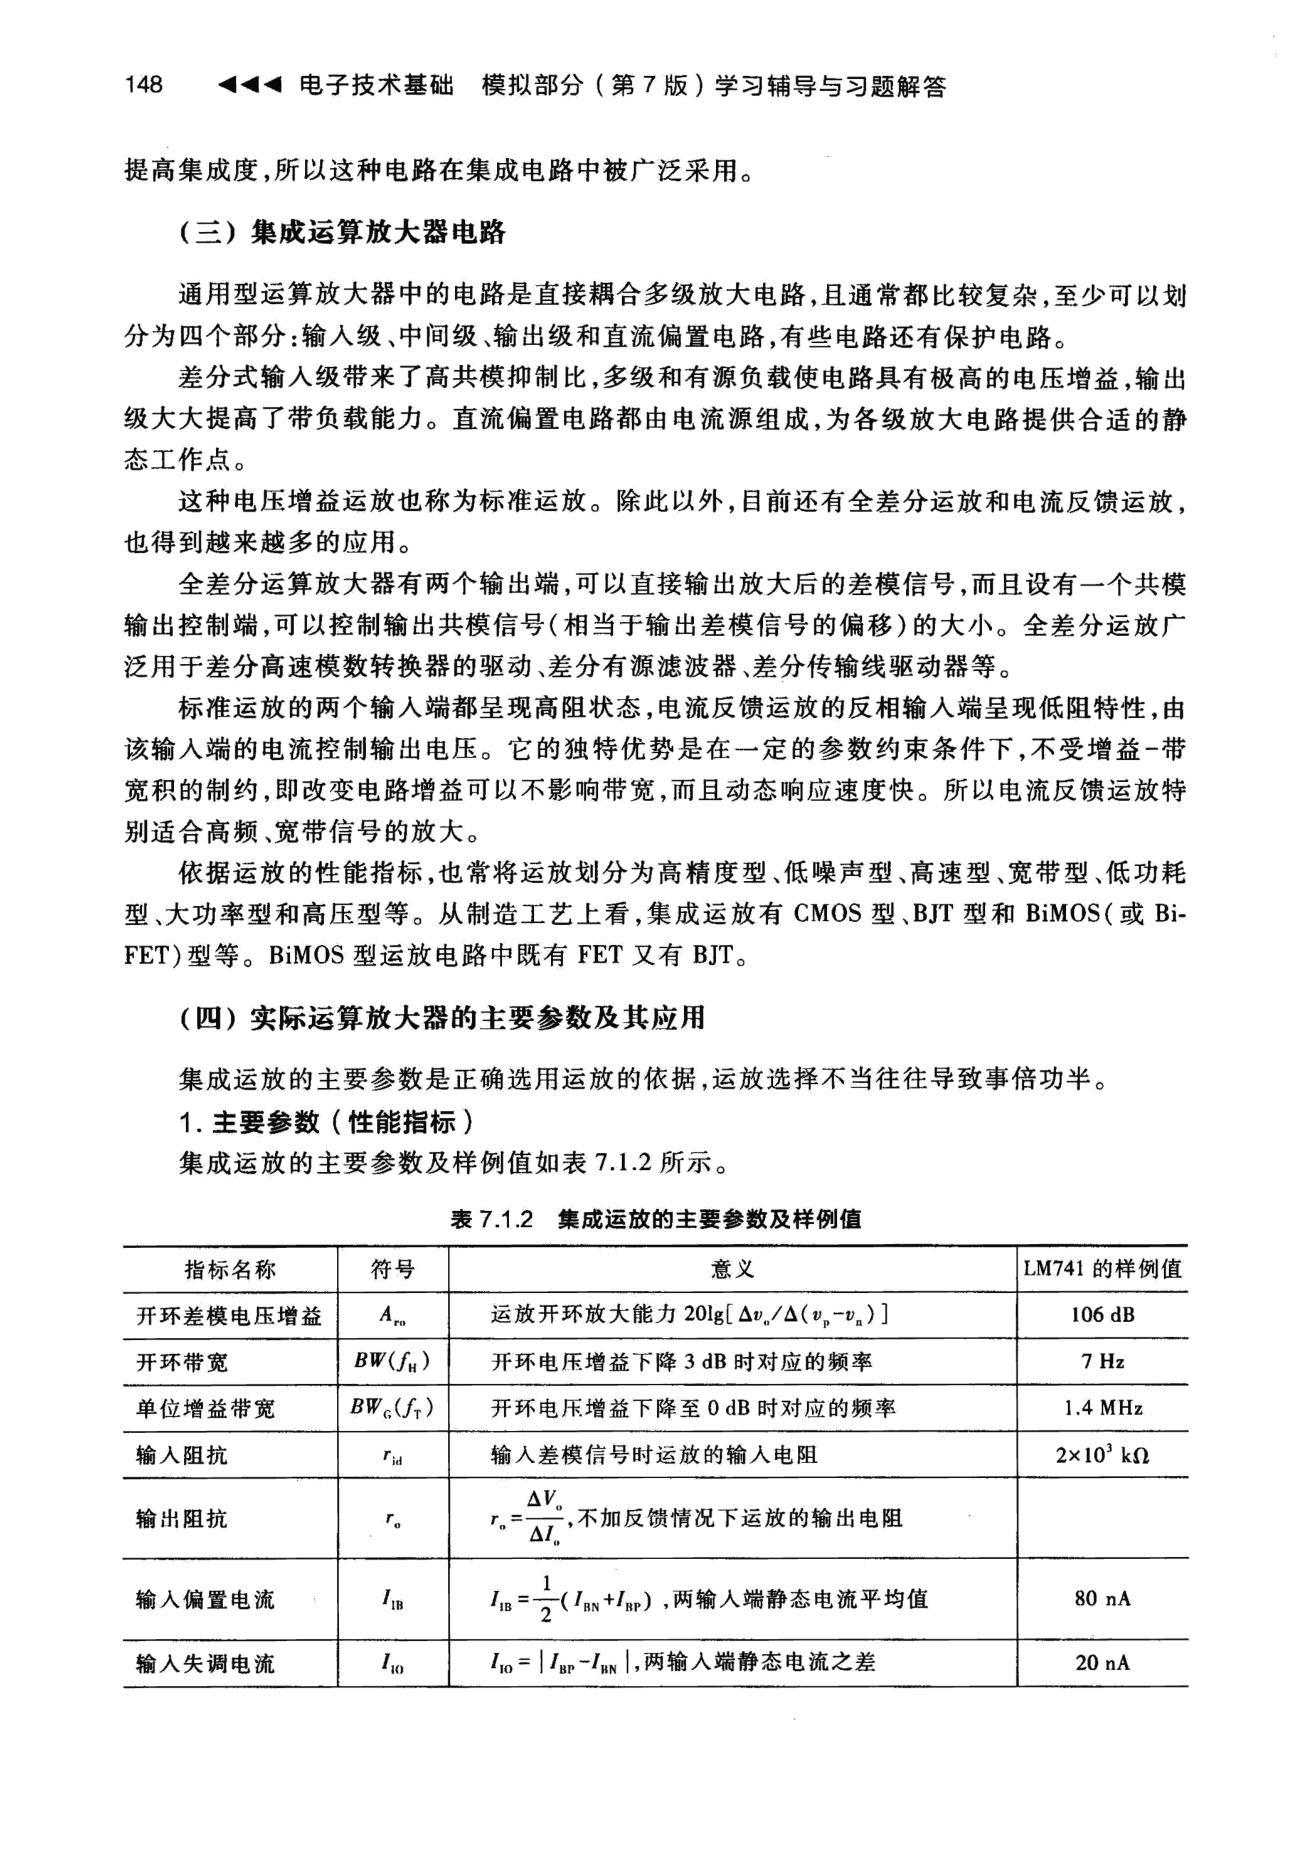 148 ◀◀◀ 电子技术基础 模拟部分（第 7 版）学习辅导与习题解答
提高集成度,所以这种电路在集成电路中被广泛采用。
（三）集成运算放大器电路
通用型运算放大器中的电路是直接耦合多级放大电路,且通常都比较复杂,至少可以划
分为四个部分:输入级、中间级、输出级和直流偏置电路,有些电路还有保护电路。
差分式输入级带来了高共模抑制比,多级和有源负载使电路具有极高的电压增益,输出
级大大提高了带负载能力。直流偏置电路都由电流源组成,为各级放大电路提供合适的静
态工作点。
这种电压增益运放也称为标准运放。除此以外,目前还有全差分运放和电流反馈运放,
也得到越来越多的应用。
全差分运算放大器有两个输出端,可以直接输出放大后的差模信号,而且设有一个共模
输出控制端,可以控制输出共模信号(相当于输出差模信号的偏移)的大小。全差分运放广
泛用于差分高速模数转换器的驱动、差分有源滤波器、差分传输线驱动器等。
标准运放的两个输入端都呈现高阻状态,电流反馈运放的反相输入端呈现低阻特性,由
该输入端的电流控制输出电压。它的独特优势是在一定的参数约束条件下,不受增益-带
宽积的制约,即改变电路增益可以不影响带宽,而且动态响应速度快。所以电流反馈运放特
别适合高频、宽带信号的放大。
依据运放的性能指标,也常将运放划分为高精度型、低噪声型、高速型、宽带型、低功耗
型、大功率型和高压型等。从制造工艺上看,集成运放有 CMOS 型、BJT 型和 BiMOS(或 Bi-
FET)型等。BiMOS 型运放电路中既有 FET 又有 BJT。
（四）实际运算放大器的主要参数及其应用
集成运放的主要参数是正确选用运放的依据,运放选择不当往往导致事倍功半。
1. 主要参数（性能指标）
集成运放的主要参数及样例值如表 7.1.2 所示。
表 7.1.2 集成运放的主要参数及样例值
指标名称 符号 意义 LM741 的样例值
开环差模电压增益 Aᵥₒ 运放开环放大能力 20lg[Δvₒ/Δ(vₚ-vₙ)] 106 dB
开环带宽 BW(f_H) 开环电压增益下降 3 dB 时对应的频率 7 Hz
单位增益带宽 BW_G(f_T) 开环电压增益下降至 0 dB 时对应的频率 1.4 MHz
输入阻抗 r_id 输入差模信号时运放的输入电阻 2×10³ kΩ
输出阻抗 rₒ rₒ=ΔVₒ/ΔIₒ,不加反馈情况下运放的输出电阻
输入偏置电流 I_IB I_IB=1/2(I_BN+I_BP),两输入端静态电流平均值 80 nA
输入失调电流 I_IO I_IO=|I_BP-I_BN|,两输入端静态电流之差 20 nA